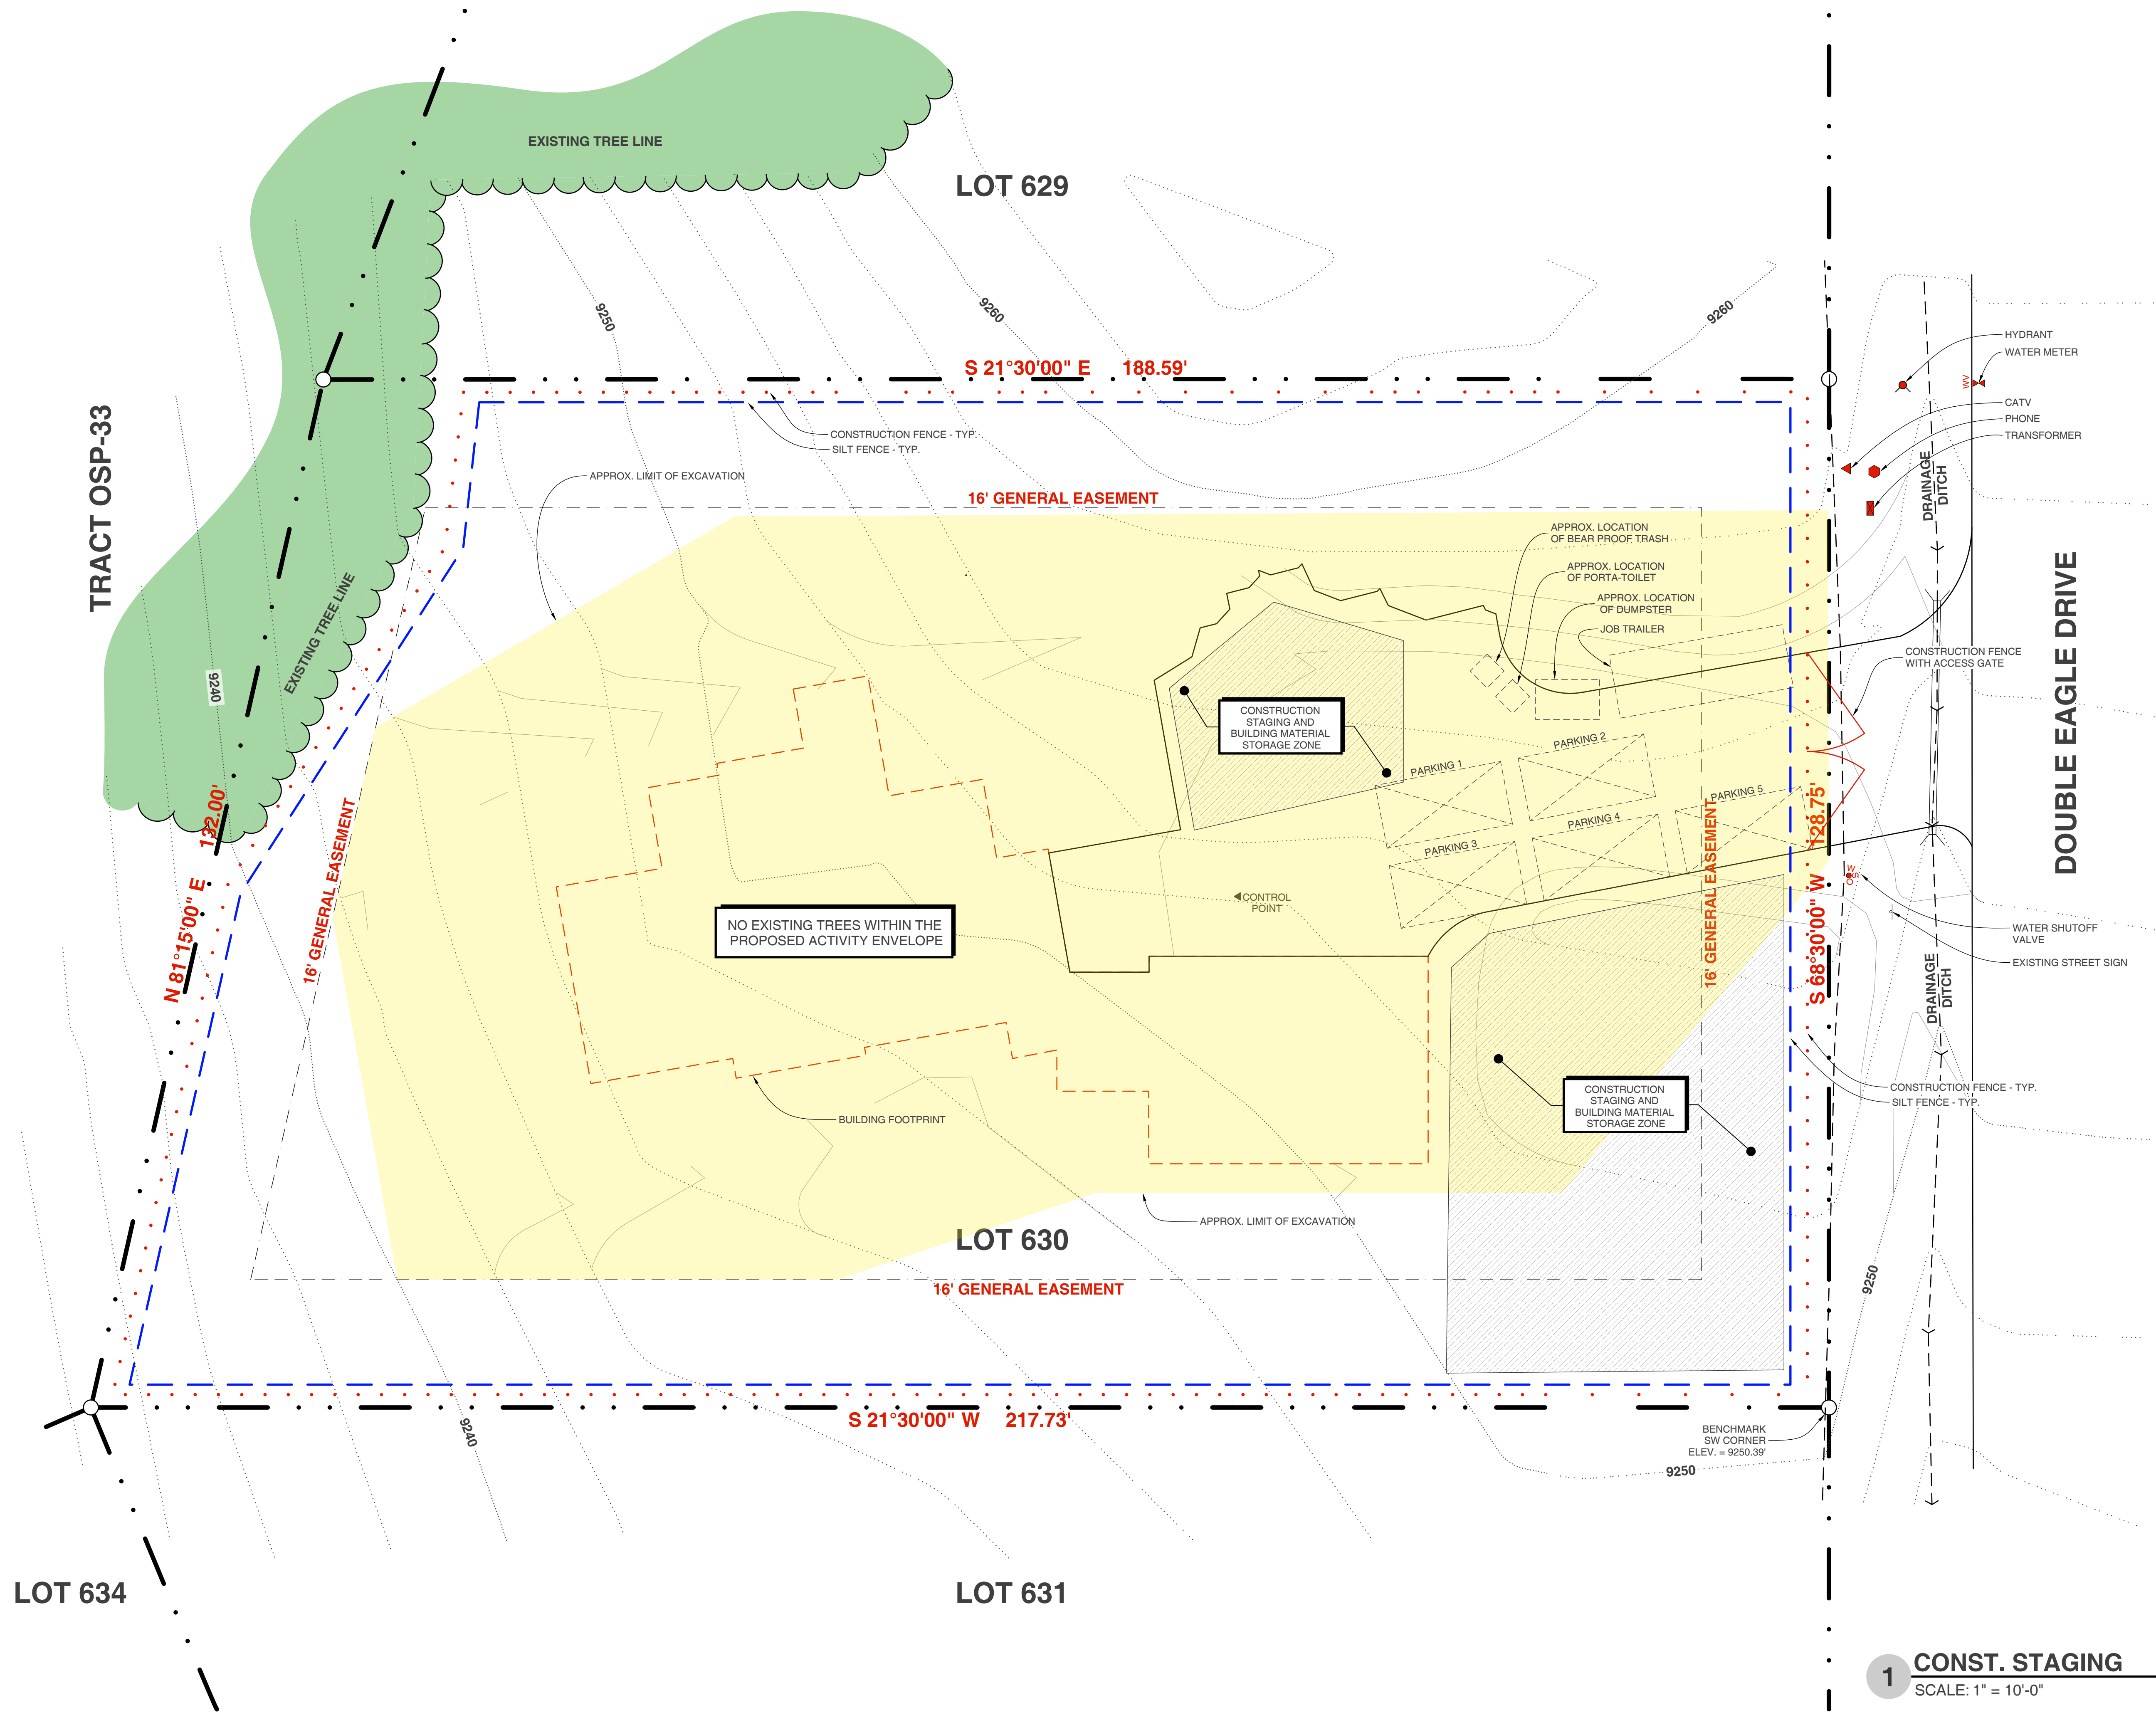 EXISTING TREE LINE
LOT 629
9250
9260
9260
HYDRANT
WATER METER
WV
CATV
PHONE
TRANSFORMER
S 21°30'00" E 188.59'
CONSTRUCTION FENCE - TYP.
SILT FENCE - TYP.
APPROX. LIMIT OF EXCAVATION
16' GENERAL EASEMENT
TRACT OSP-33
DRAINAGE
DITCH
APPROX. LOCATION
OF BEAR PROOF TRASH
APPROX. LOCATION
OF PORTA-TOILET
APPROX. LOCATION
OF DUMPSTER
JOB TRAILER
EXISTING TREE LINE
9240
CONSTRUCTION FENCE
WITH ACCESS GATE
DOUBLE EAGLE DRIVE
CONSTRUCTION
STAGING AND
BUILDING MATERIAL
STORAGE ZONE
PARKING 1
PARKING 2
PARKING 3
PARKING 4
PARKING 5
N 81°15'00" E 132.00'
16' GENERAL EASEMENT
16' GENERAL EASEMENT
S 68°30'00" W 128.75'
CONTROL
POINT
NO EXISTING TREES WITHIN THE
PROPOSED ACTIVITY ENVELOPE
WSO
WATER SHUTOFF
VALVE
EXISTING STREET SIGN
DRAINAGE
DITCH
CONSTRUCTION FENCE - TYP.
SILT FENCE - TYP.
CONSTRUCTION
STAGING AND
BUILDING MATERIAL
STORAGE ZONE
BUILDING FOOTPRINT
APPROX. LIMIT OF EXCAVATION
LOT 630
16' GENERAL EASEMENT
9250
S 21°30'00" W 217.73'
9240
BENCHMARK
SW CORNER
ELEV. = 9250.39'
9250
LOT 634
LOT 631
1
CONST. STAGING
SCALE: 1" = 10'-0"